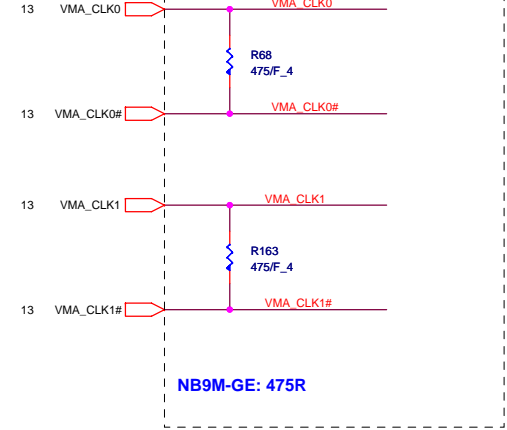 13 VMA_CLK0 VMA_CLK0
R68
475/F_4
13 VMA_CLK0# VMA_CLK0#
13 VMA_CLK1 VMA_CLK1
R163
475/F_4
13 VMA_CLK1# VMA_CLK1#
NB9M-GE: 475R